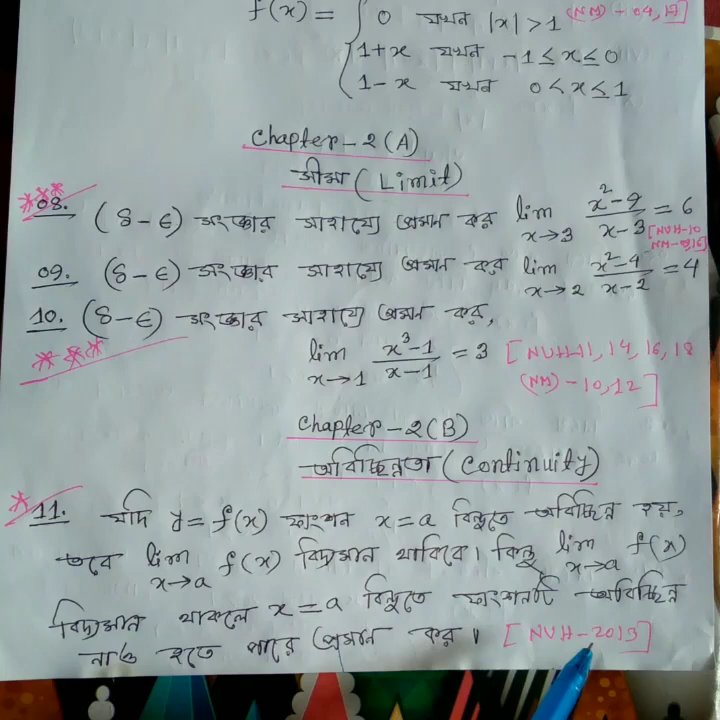 f(x) = { 0 যখন |x| > 1 (NM) - 04, 17]
1+x যখন -1 ≤ x ≤ 0
1-x যখন 0 < x ≤ 1
Chapter - 2 (A)
সীমা (Limit)
*** 08. (δ - ϵ) সংজ্ঞার সাহায্যে প্রমান কর lim x→3 x²-9 / x-3 = 6
[NUH-10
09. (δ - ϵ) সংজ্ঞার সাহায্যে প্রমান কর lim x→2 x²-4 / x-2 = 4
10. (δ - ϵ) সংজ্ঞার সাহায্যে প্রমান কর,
*** lim x→1 x³-1 / x-1 = 3 [NUH-11, 14, 16, 18
(NM) - 10, 12]
Chapter - 2 (B)
অবিচ্ছিন্নতা (Continuity)
* 11. যদি y = f(x) ফাংশন x = a বিন্দুতে অবিচ্ছিন্ন হয়,
তবে lim x→a f(x) বিদ্যমান থাকিবে। কিন্তু lim x→a f(x)
বিদ্যমান থাকলে x = a বিন্দুতে ফাংশনটি অবিচ্ছিন্ন
নাও হতে পারে প্রমান কর। [NUH-2013]